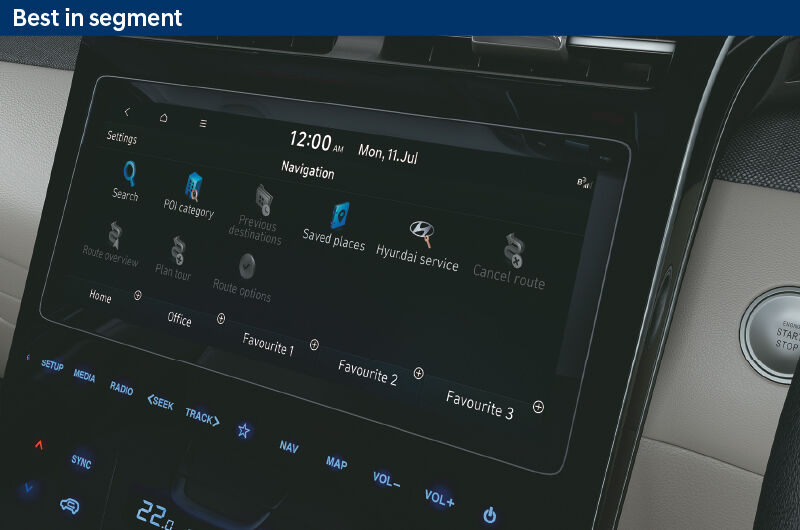 Best in segment
12:00 AM Mon, 11.Jul
Settings
Navigation
Search
POI category
Previous
destinations
Saved places
Hyundai service
Cancel route
Route overview
Plan tour
Route options
Home
Office
Favourite 1
Favourite 2
Favourite 3
SETUP
MEDIA
RADIO
<SEEK
TRACK>
NAV
MAP
VOL−
VOL+
SYNC
22.0
START
STOP